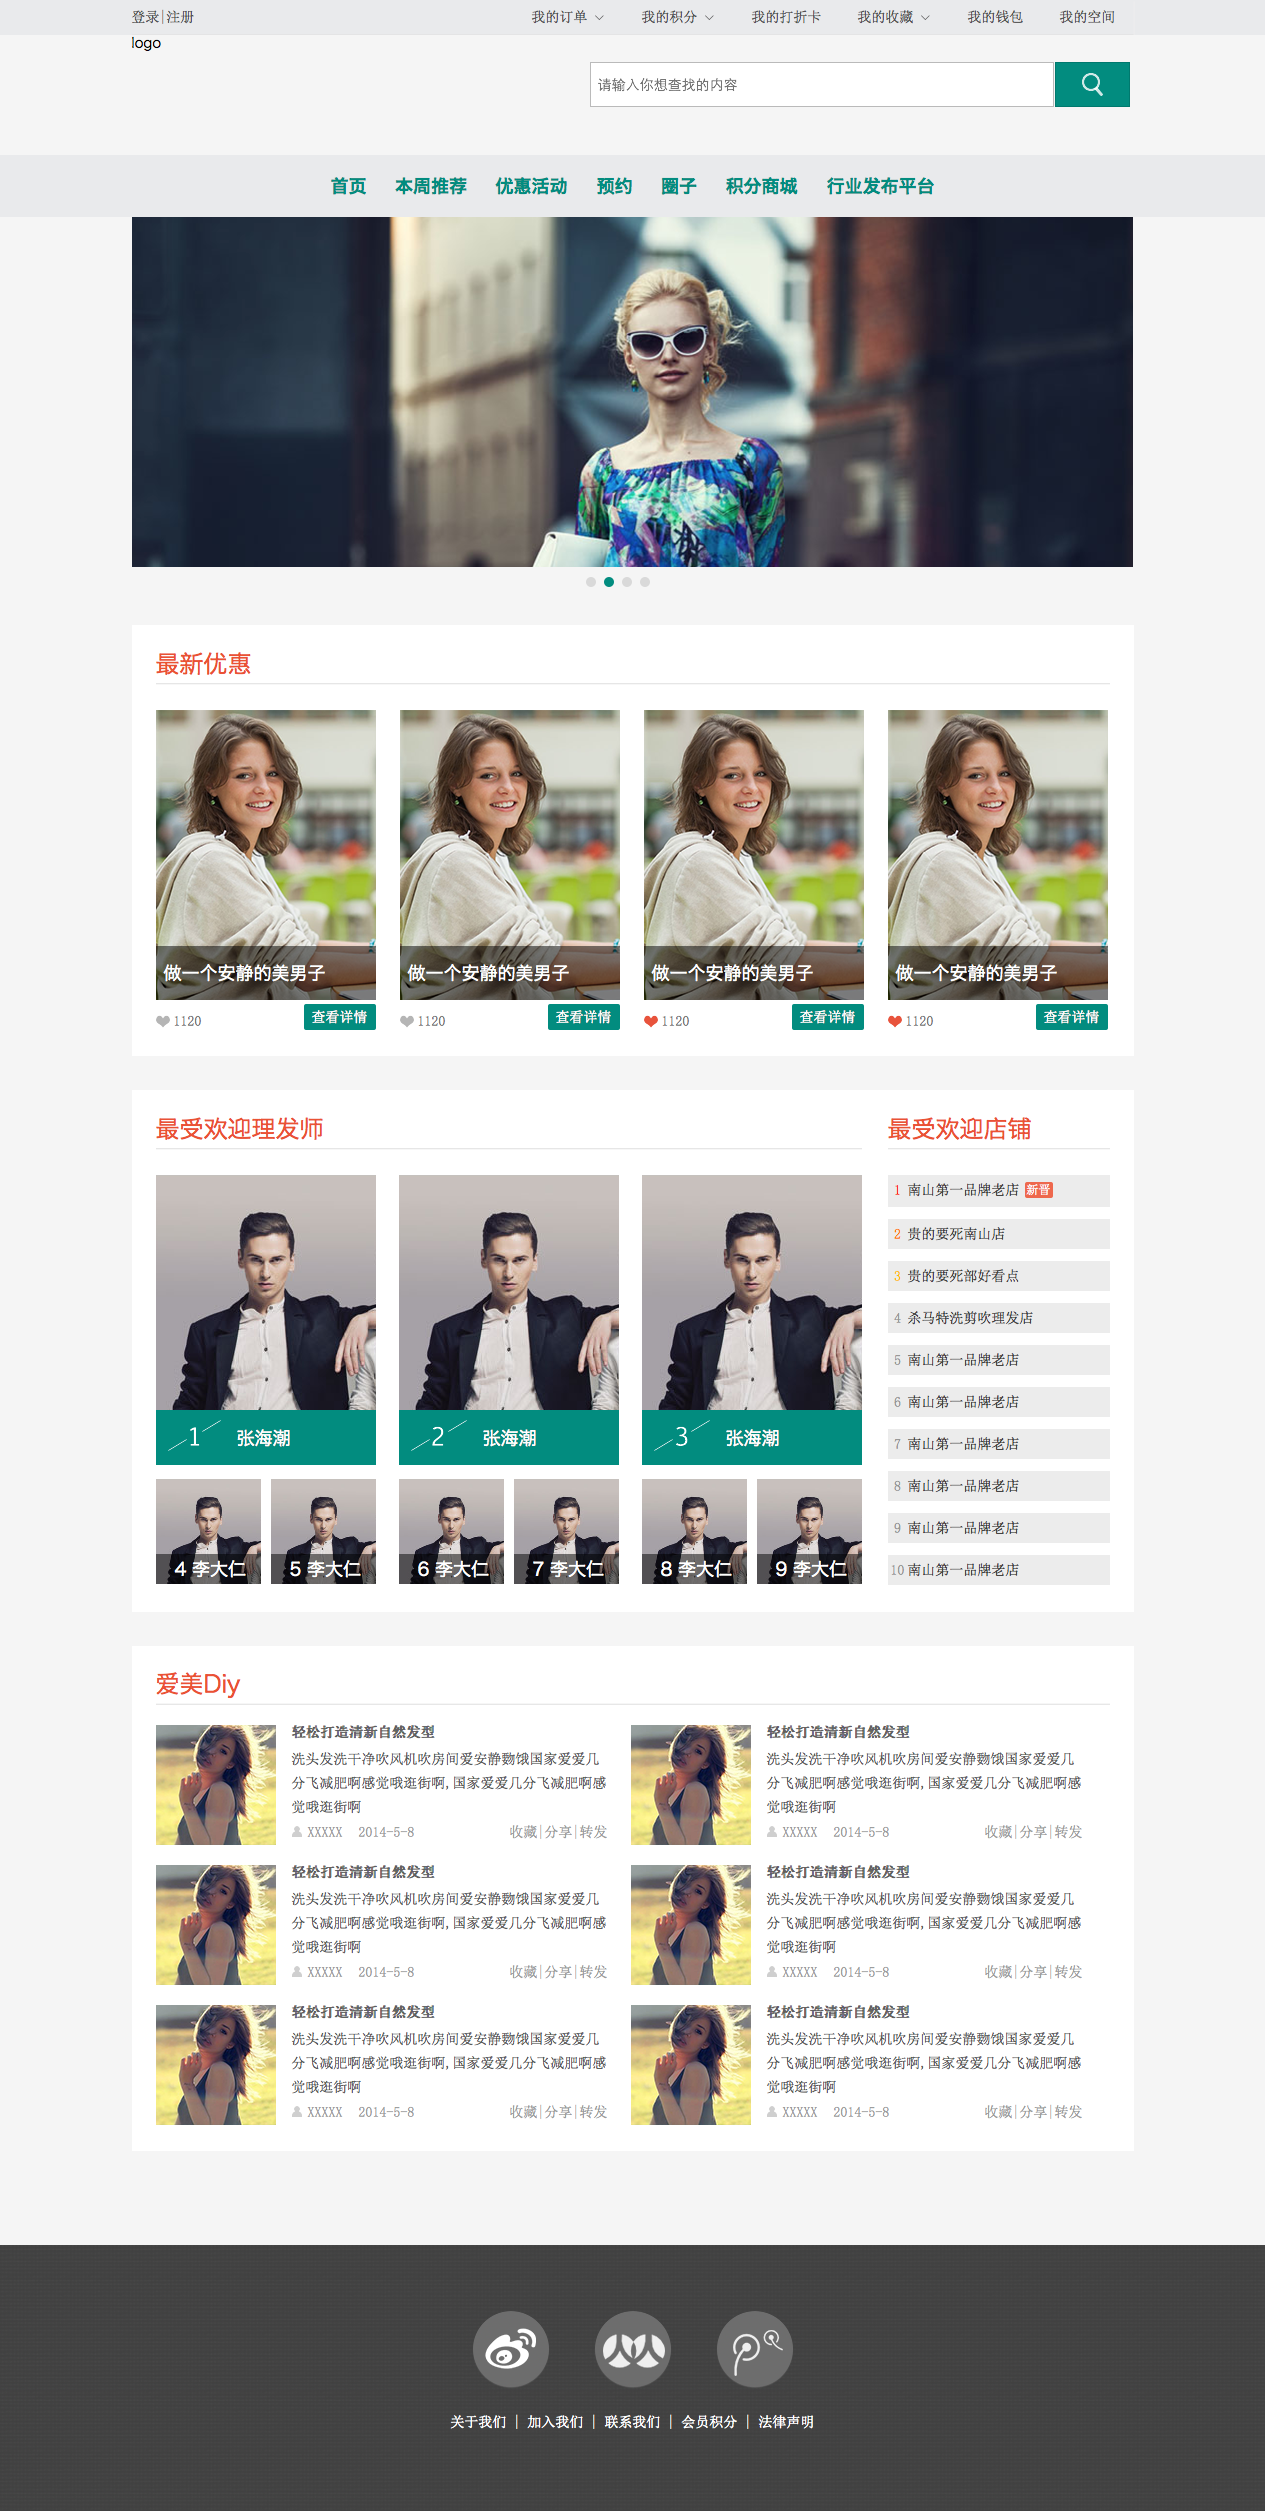 登录|注册 我的订单 我的积分 我的打折卡 我的收藏 我的钱包 我的空间
logo
请输入你想查找的内容
首页 本周推荐 优惠活动 预约 圈子 积分商城 行业发布平台
最新优惠
做一个安静的美男子 做一个安静的美男子 做一个安静的美男子 做一个安静的美男子
1120 查看详情 1120 查看详情 1120 查看详情 1120 查看详情
最受欢迎理发师
1 张海潮 2 张海潮 3 张海潮
4 李大仁 5 李大仁 6 李大仁 7 李大仁 8 李大仁 9 李大仁
最受欢迎店铺
1 南山第一品牌老店 新晋
2 贵的要死南山店
3 贵的要死部好看点
4 杀马特洗剪吹理发店
5 南山第一品牌老店
6 南山第一品牌老店
7 南山第一品牌老店
8 南山第一品牌老店
9 南山第一品牌老店
10 南山第一品牌老店
爱美Diy
轻松打造清新自然发型
洗头发洗干净吹风机吹房间爱安静覅饿国家爱爱几
分飞减肥啊感觉哦逛街啊, 国家爱爱几分飞减肥啊感
觉哦逛街啊
XXXXX 2014-5-8 收藏|分享|转发
轻松打造清新自然发型
洗头发洗干净吹风机吹房间爱安静覅饿国家爱爱几
分飞减肥啊感觉哦逛街啊, 国家爱爱几分飞减肥啊感
觉哦逛街啊
XXXXX 2014-5-8 收藏|分享|转发
轻松打造清新自然发型
洗头发洗干净吹风机吹房间爱安静覅饿国家爱爱几
分飞减肥啊感觉哦逛街啊, 国家爱爱几分飞减肥啊感
觉哦逛街啊
XXXXX 2014-5-8 收藏|分享|转发
轻松打造清新自然发型
洗头发洗干净吹风机吹房间爱安静覅饿国家爱爱几
分飞减肥啊感觉哦逛街啊, 国家爱爱几分飞减肥啊感
觉哦逛街啊
XXXXX 2014-5-8 收藏|分享|转发
轻松打造清新自然发型
洗头发洗干净吹风机吹房间爱安静覅饿国家爱爱几
分飞减肥啊感觉哦逛街啊, 国家爱爱几分飞减肥啊感
觉哦逛街啊
XXXXX 2014-5-8 收藏|分享|转发
轻松打造清新自然发型
洗头发洗干净吹风机吹房间爱安静覅饿国家爱爱几
分飞减肥啊感觉哦逛街啊, 国家爱爱几分飞减肥啊感
觉哦逛街啊
XXXXX 2014-5-8 收藏|分享|转发
关于我们 | 加入我们 | 联系我们 | 会员积分 | 法律声明